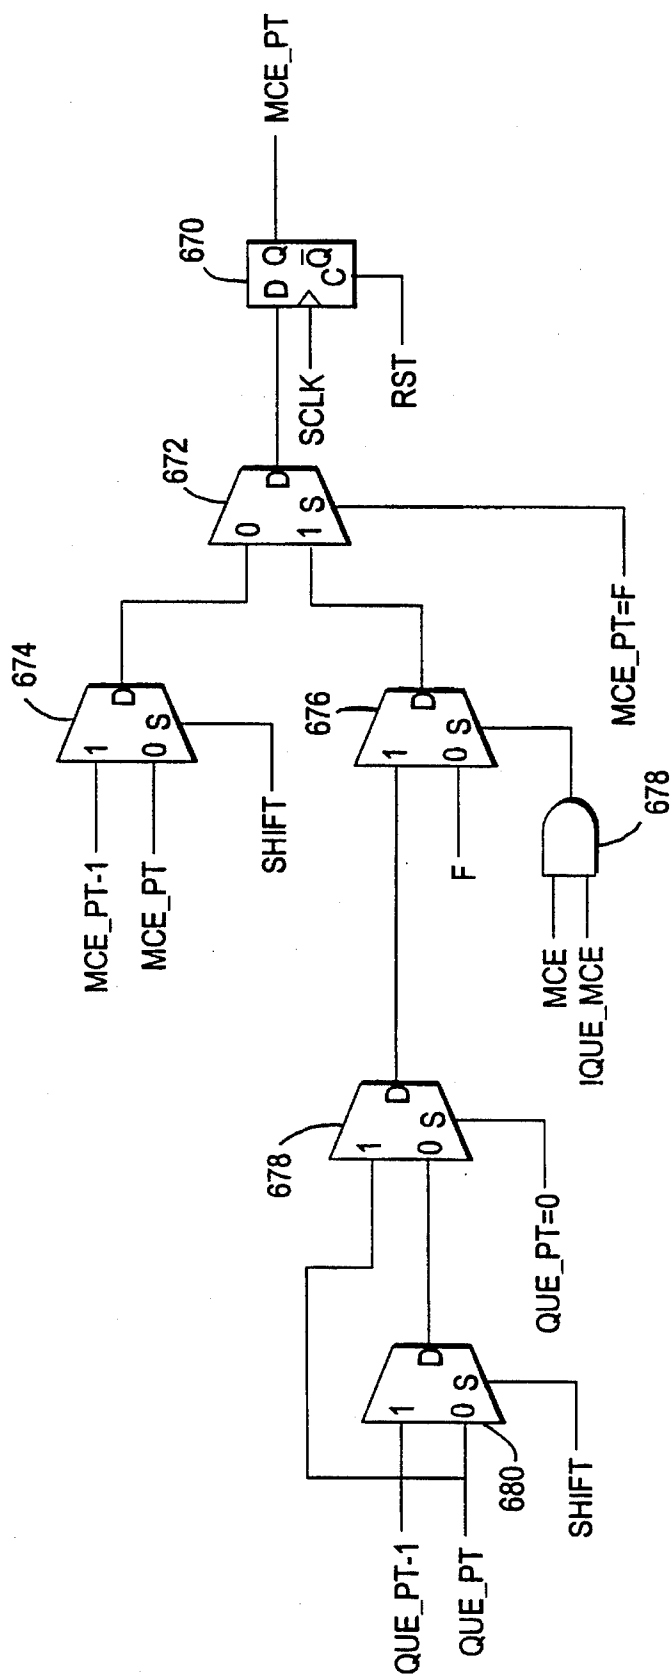 MCE_PT
670
D Q
Q
C
SCLK
RST
672
D
0
1 S
MCE_PT=F
674
D
1
0 S
MCE_PT-1
MCE_PT
SHIFT
676
D
1
0 S
F
678
MCE
!QUE_MCE
678
D
1
0 S
QUE_PT=0
D
1
0 S
680
QUE_PT-1
QUE_PT
SHIFT